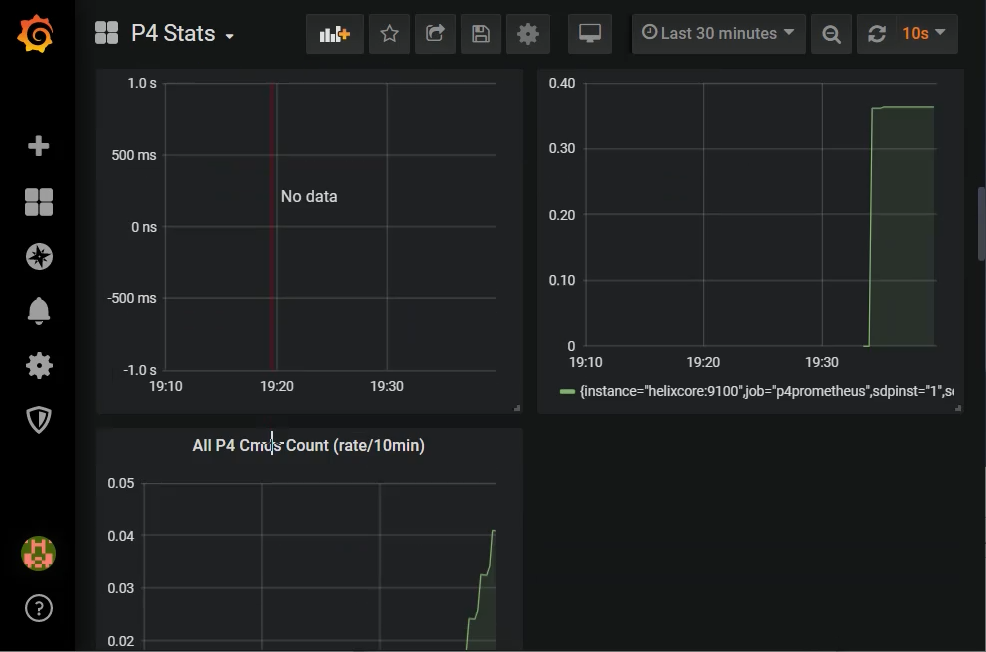 P4 Stats
Last 30 minutes
10s
1.0 s
500 ms
0 ns
-500 ms
-1.0 s
No data
19:10
19:20
19:30
0.40
0.30
0.20
0.10
0
19:10
19:20
19:30
{instance="helixcore:9100",job="p4prometheus",sdpinst="1",s
All P4 Cmds Count (rate/10min)
0.05
0.04
0.03
0.02